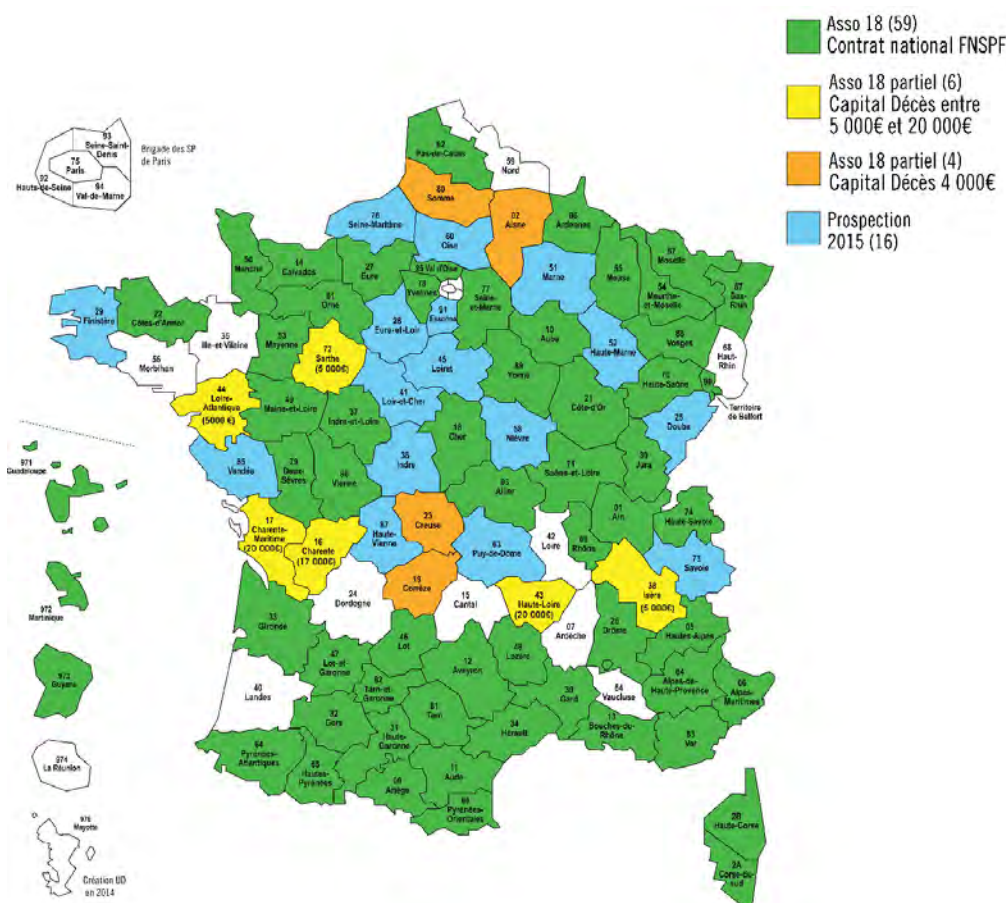 Asso 18 (59)
Contrat national FNSPF
Asso 18 partiel (6)
Capital Décès entre
5 000€ et 20 000€
Asso 18 partiel (4)
Capital Décès 4 000€
Prospection
2015 (16)
93
Seine-Saint-
Denis
Brigade des SP
de Paris
75
Paris
92
Hauts-de-Seine
94
Val-de-Marne
62
Pas-de-Calais
59
Nord
80
Somme
02
Aisne
08
Ardennes
76
Seine-Maritime
60
Oise
50
Manche
14
Calvados
27
Eure
95 Val d'Oise
78
Yvelines
91
Essonne
77
Seine-
et-Marne
51
Marne
55
Meuse
57
Moselle
54
Meurthe-
et-Moselle
67
Bas-
Rhin
61
Orne
28
Eure-et-Loir
10
Aube
52
Haute-Marne
88
Vosges
68
Haut-
Rhin
29
Finistère
22
Côtes-d'Armor
35
Ille-et-Vilaine
56
Morbihan
53
Mayenne
72
Sarthe
(5 000€)
45
Loiret
89
Yonne
70
Haute-Saône
90
Territoire
de Belfort
44
Loire-
Atlantique
(5000 €)
49
Maine-et-Loire
37
Indre-et-Loire
41
Loir-et-Cher
18
Cher
58
Nièvre
21
Côte-d'Or
25
Doubs
85
Vendée
79
Deux-
Sèvres
86
Vienne
36
Indre
03
Allier
71
Saône-et-Loire
39
Jura
971
Guadeloupe
17
Charente-
Maritime
(20 000€)
16
Charente
(17 000€)
87
Haute-
Vienne
23
Creuse
63
Puy-de-Dôme
42
Loire
69
Rhône
01
Ain
74
Haute-Savoie
73
Savoie
24
Dordogne
19
Corrèze
15
Cantal
43
Haute-Loire
(20 000€)
07
Ardèche
38
Isère
(5 000€)
972
Martinique
33
Gironde
46
Lot
48
Lozère
26
Drôme
05
Hautes-Alpes
973
Guyane
40
Landes
47
Lot-et-
Garonne
82
Tarn-et-
Garonne
12
Aveyron
30
Gard
84
Vaucluse
04
Alpes-de-
Haute-Provence
06
Alpes-
Maritimes
32
Gers
31
Haute-
Garonne
81
Tarn
34
Hérault
13
Bouches-du-
Rhône
83
Var
974
La Réunion
64
Pyrénées-
Atlantiques
65
Hautes-
Pyrénées
09
Ariège
11
Aude
66
Pyrénées-
Orientales
2B
Haute-Corse
2A
Corse-du-
sud
976
Mayotte
Création UD
en 2014